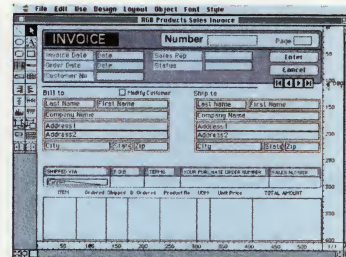 File Edit Use Design Layout Object Font Style
RGB Products Sales Invoice
INVOICE Number Page
Invoice Date Date Sales Rep Enter
Order Date Date Status Cancel
Customer No
Bill to Modify Customer Ship to
Last Name First Name Last Name First Name
Company Name Company Name
Address1 Address1
Address2 Address2
City State Zip City State Zip
SHIPPED VIA F.O.B. TERMS YOUR PURCHASE ORDER NUMBER SALES NUMBER
ITEM Ordered Shipped B. Ordered Product No UOM Unit Price TOTAL AMOUNT
50 100 150 200 250 300 350 400 450 500